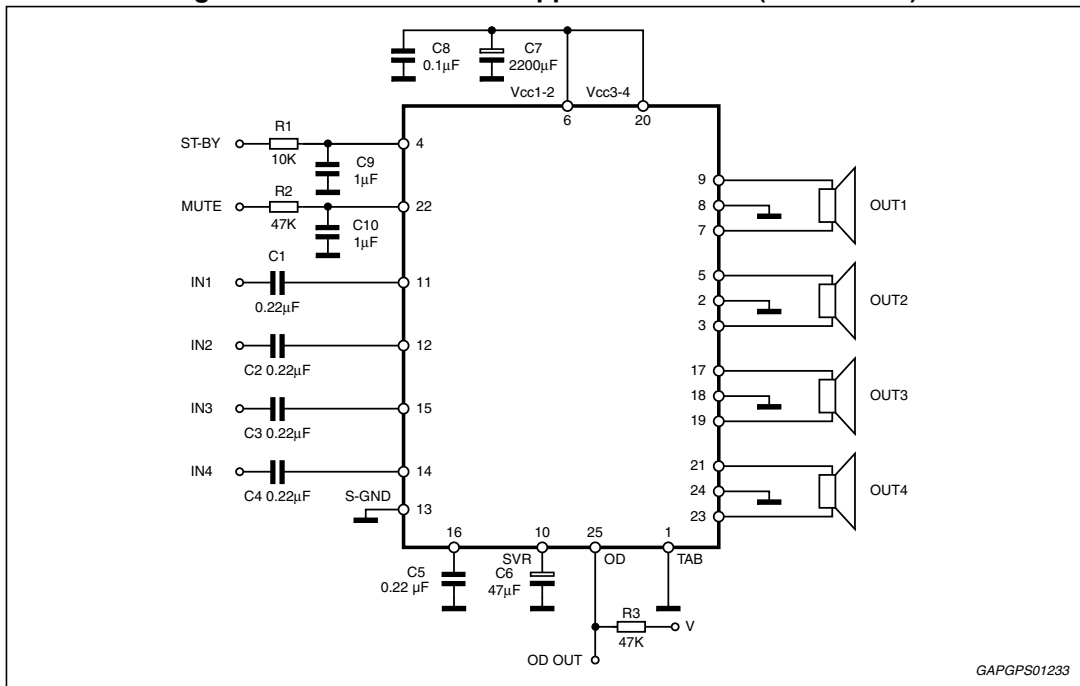 C8
0.1µF
C7
2200µF
Vcc1-2
Vcc3-4
6
20
ST-BY
R1
10K
4
C9
1µF
MUTE
R2
47K
22
C10
1µF
IN1
C1
0.22µF
11
IN2
C2 0.22µF
12
IN3
C3 0.22µF
15
IN4
C4 0.22µF
14
S-GND
13
9
8
7
OUT1
5
2
3
OUT2
17
18
19
OUT3
21
24
23
OUT4
16
10
25
1
SVR
OD
TAB
C5
0.22 µF
C6
47µF
R3
47K
V
OD OUT
GAPGPS01233